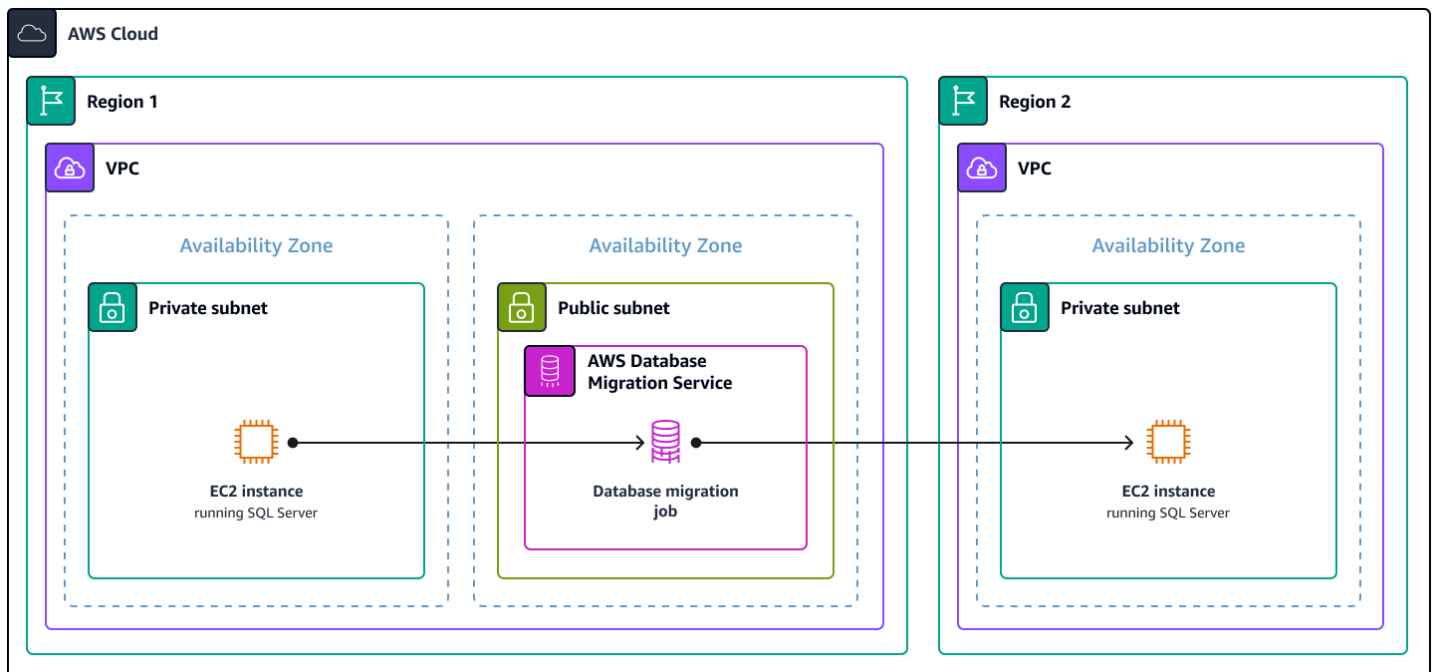 AWS Cloud
Region 1
Region 2
VPC
VPC
Availability Zone
Availability Zone
Availability Zone
Private subnet
Public subnet
Private subnet
AWS Database
Migration Service
EC2 instance
running SQL Server
Database migration
job
EC2 instance
running SQL Server